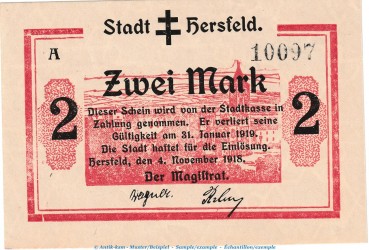 Stadt Hersfeld.
A 10097
Zwei Mark
2 2
Dieser Schein wird von der Stadtkasse in
Zahlung genommen. Er verliert seine
Gültigkeit am 31. Januar 1919.
Die Stadt haftet für die Einlösung.
Hersfeld, den 4. November 1918.
Der Magistrat.
© antik-kam - Muster/Beispiel - Sample/example - Echantillon/example